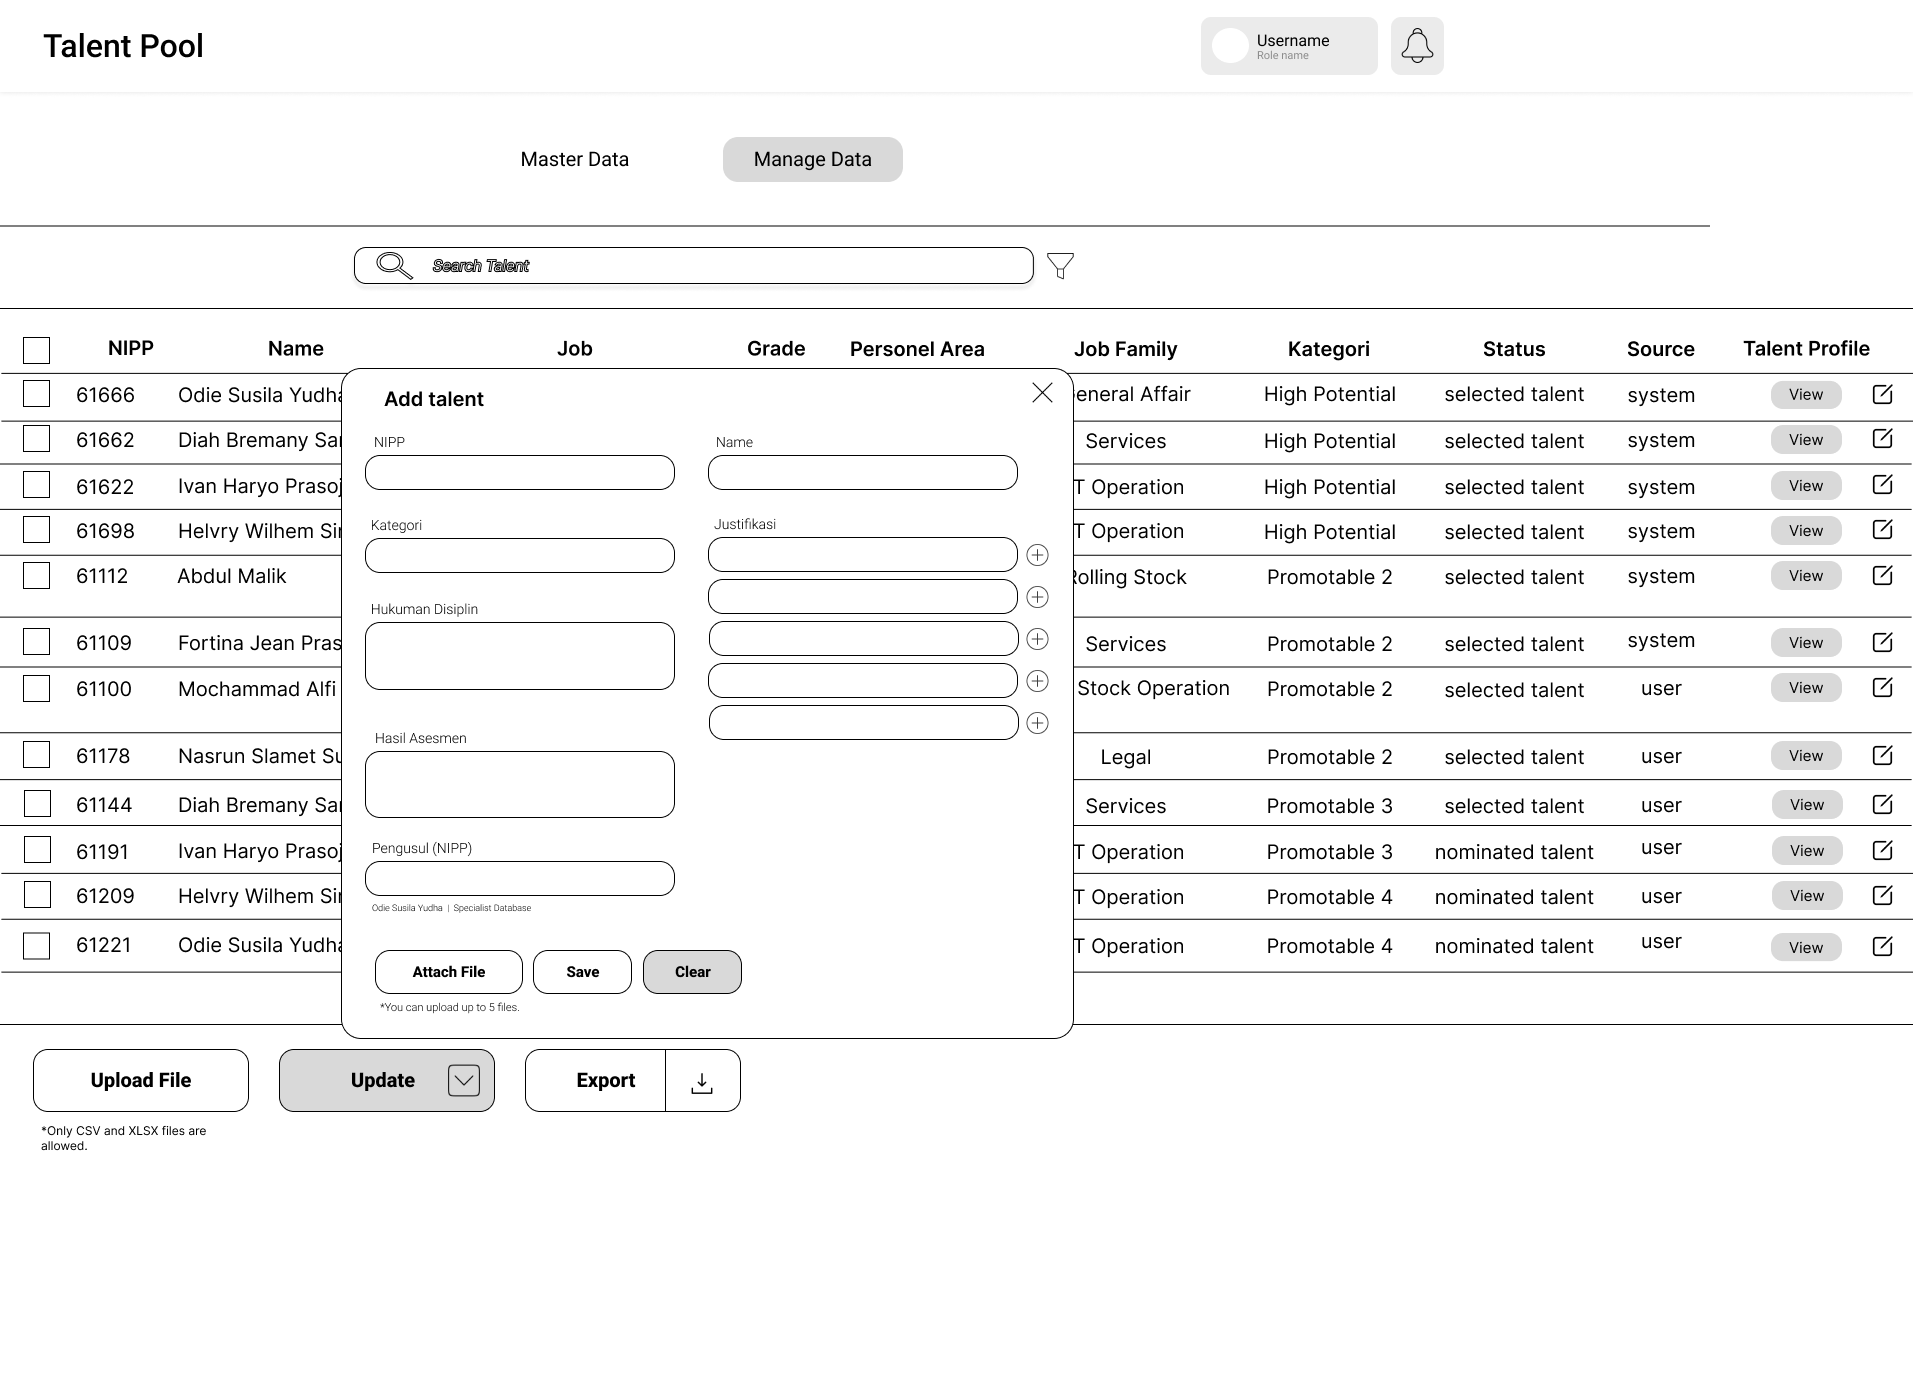 Talent Pool
Username
Role name
Master Data
Manage Data
Search Talent
NIPP Name Job Grade Personel Area Job Family Kategori Status Source Talent Profile
61666 Odie Susila Yudha eneral Affair High Potential selected talent system View
61662 Diah Bremany Sar Services High Potential selected talent system View
61622 Ivan Haryo Prasoj T Operation High Potential selected talent system View
61698 Helvry Wilhem Sir T Operation High Potential selected talent system View
61112 Abdul Malik Rolling Stock Promotable 2 selected talent system View
61109 Fortina Jean Pras Services Promotable 2 selected talent system View
61100 Mochammad Alfi Stock Operation Promotable 2 selected talent user View
61178 Nasrun Slamet Su Legal Promotable 2 selected talent user View
61144 Diah Bremany Sar Services Promotable 3 selected talent user View
61191 Ivan Haryo Prasoj T Operation Promotable 3 nominated talent user View
61209 Helvry Wilhem Sir T Operation Promotable 4 nominated talent user View
61221 Odie Susila Yudha T Operation Promotable 4 nominated talent user View
Add talent
NIPP
Name
Kategori
Justifikasi
Hukuman Disiplin
Hasil Asesmen
Pengusul (NIPP)
Odie Susila Yudha | Specialist Database
Attach File
Save
Clear
*You can upload up to 5 files.
Upload File
Update
Export
*Only CSV and XLSX files are
allowed.